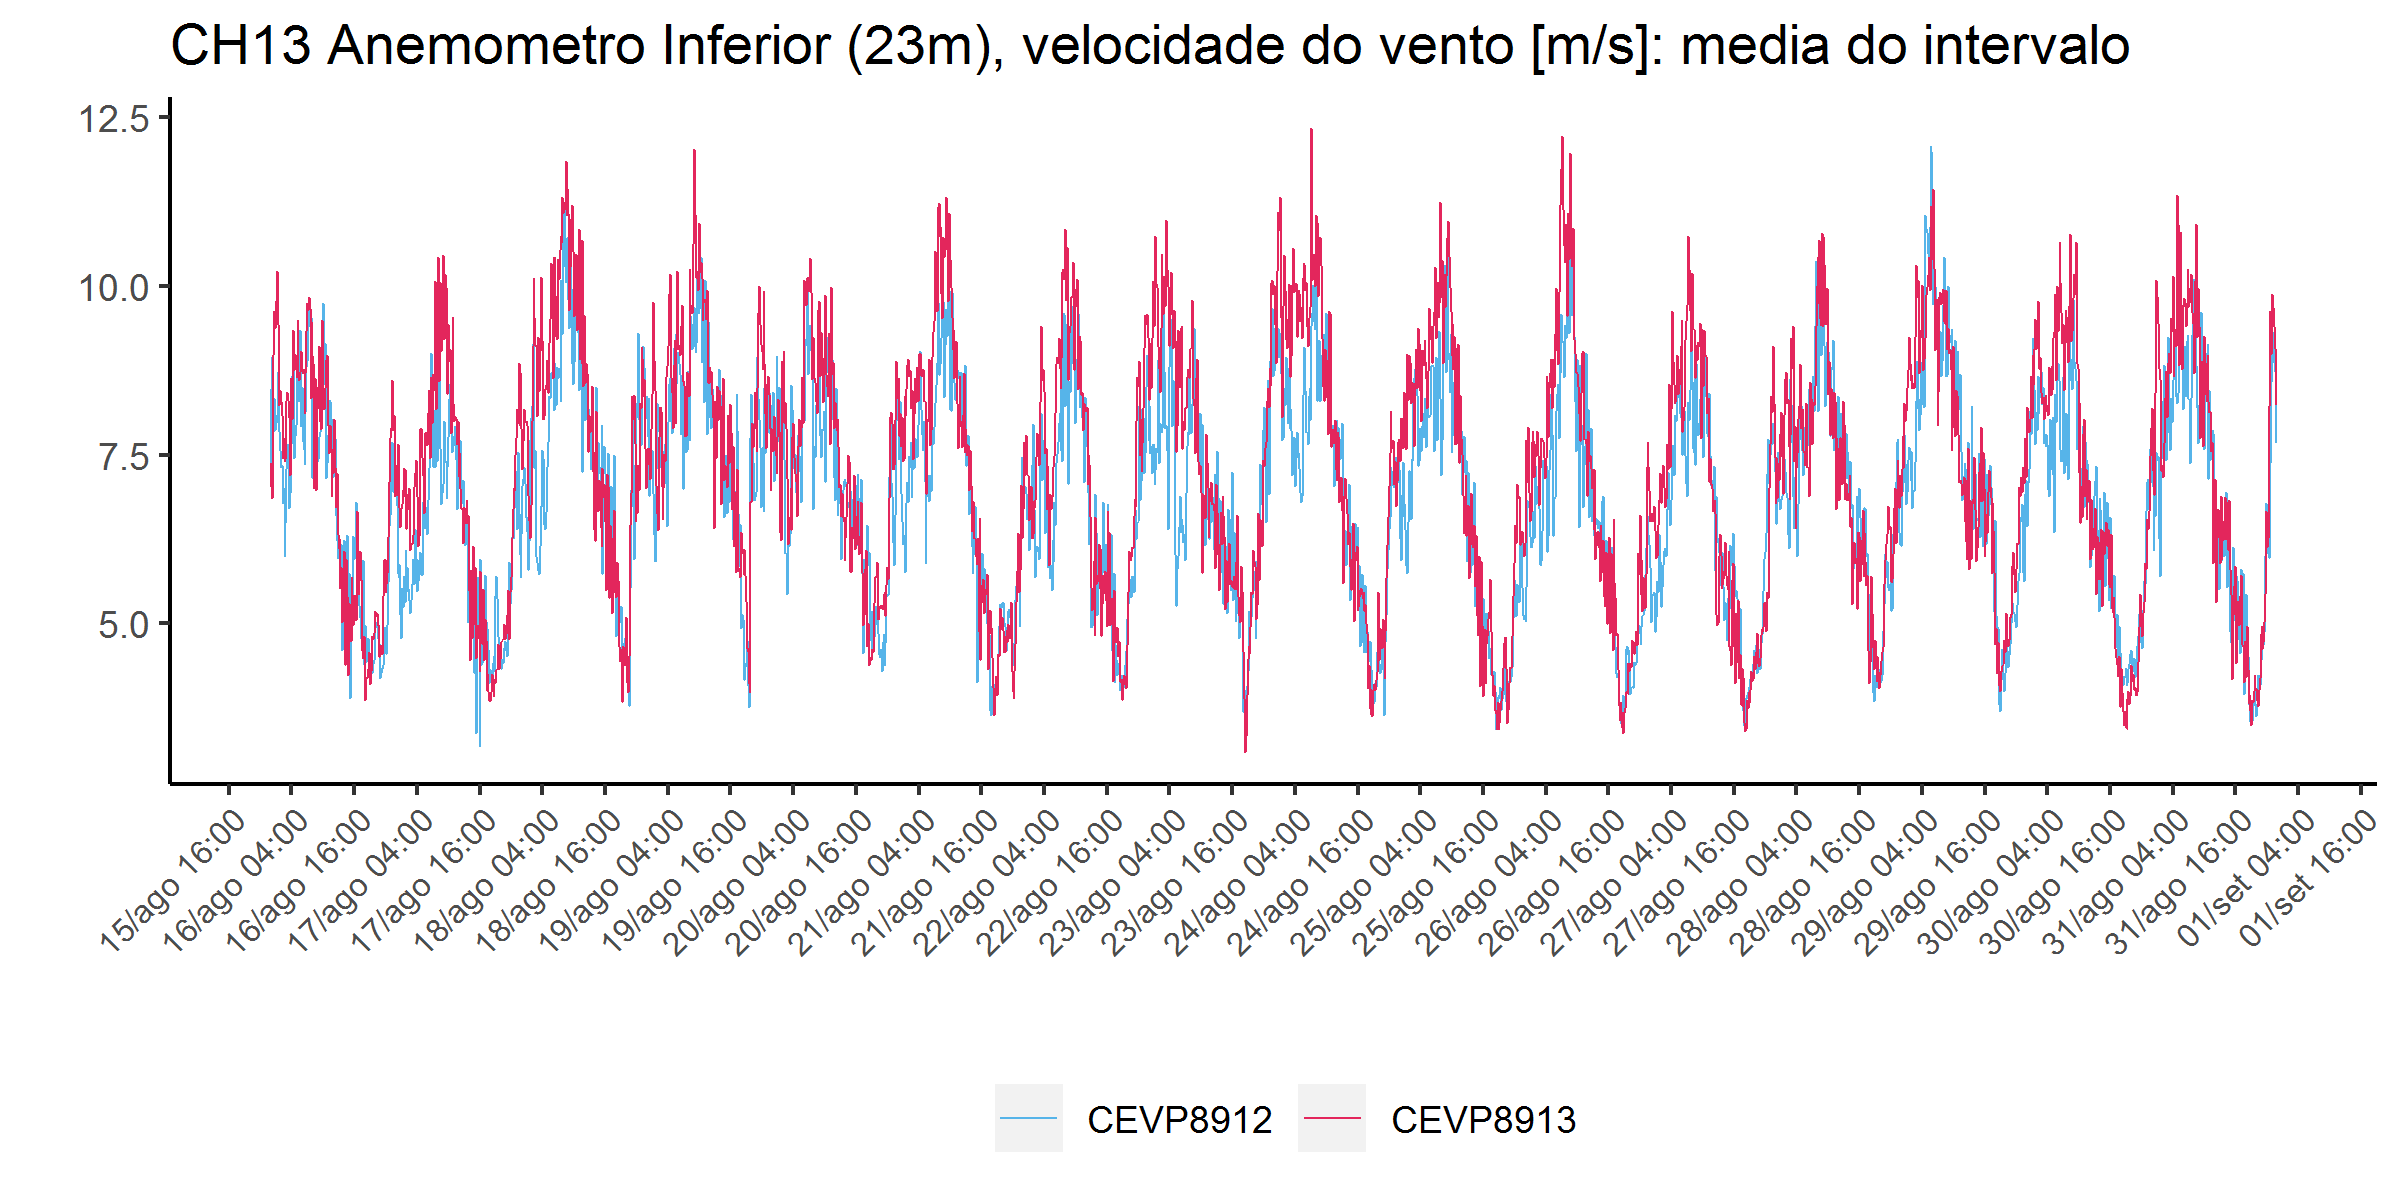 CH13 Anemometro Inferior (23m), velocidade do vento [m/s]: media do intervalo
12.5
10.0
7.5
5.0
15/ago 16:00
16/ago 04:00
16/ago 16:00
17/ago 04:00
17/ago 16:00
18/ago 04:00
18/ago 16:00
19/ago 04:00
19/ago 16:00
20/ago 04:00
20/ago 16:00
21/ago 04:00
21/ago 16:00
22/ago 04:00
22/ago 16:00
23/ago 04:00
23/ago 16:00
24/ago 04:00
24/ago 16:00
25/ago 04:00
25/ago 16:00
26/ago 04:00
26/ago 16:00
27/ago 04:00
27/ago 16:00
28/ago 04:00
28/ago 16:00
29/ago 04:00
29/ago 16:00
30/ago 04:00
30/ago 16:00
31/ago 04:00
31/ago 16:00
01/set 04:00
01/set 16:00
CEVP8912 CEVP8913